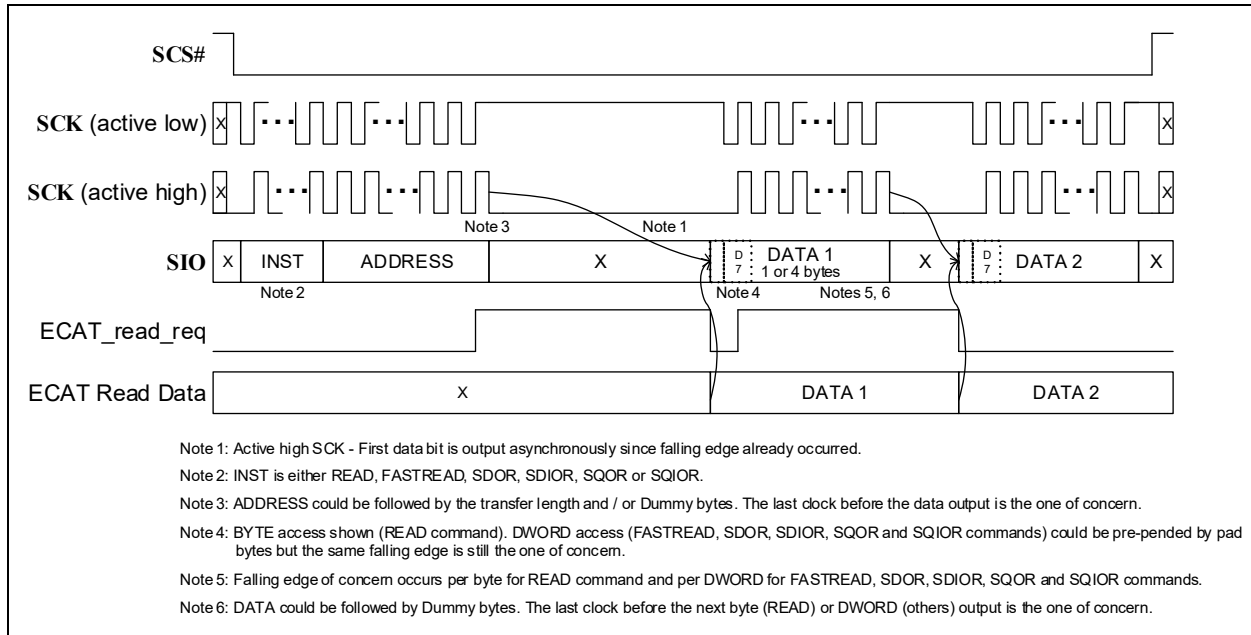 SCS#
SCK (active low) X ▪▪▪ ▪▪▪ ▪▪▪ ▪▪▪ X
SCK (active high) X ▪▪▪ ▪▪▪ ▪▪▪ ▪▪▪ X
Note 3 Note 1
SIO X INST ADDRESS X D7 DATA 1 X D7 DATA 2 X
1 or 4 bytes
Note 2 Note 4 Notes 5, 6
ECAT_read_req
ECAT Read Data X DATA 1 DATA 2
Note 1: Active high SCK - First data bit is output asynchronously since falling edge already occurred.
Note 2: INST is either READ, FASTREAD, SDOR, SDIOR, SQOR or SQIOR.
Note 3: ADDRESS could be followed by the transfer length and / or Dummy bytes. The last clock before the data output is the one of concern.
Note 4: BYTE access shown (READ command). DWORD access (FASTREAD, SDOR, SDIOR, SQOR and SQIOR commands) could be pre-pended by pad
bytes but the same falling edge is still the one of concern.
Note 5: Falling edge of concern occurs per byte for READ command and per DWORD for FASTREAD, SDOR, SDIOR, SQOR and SQIOR commands.
Note 6: DATA could be followed by Dummy bytes. The last clock before the next byte (READ) or DWORD (others) output is the one of concern.